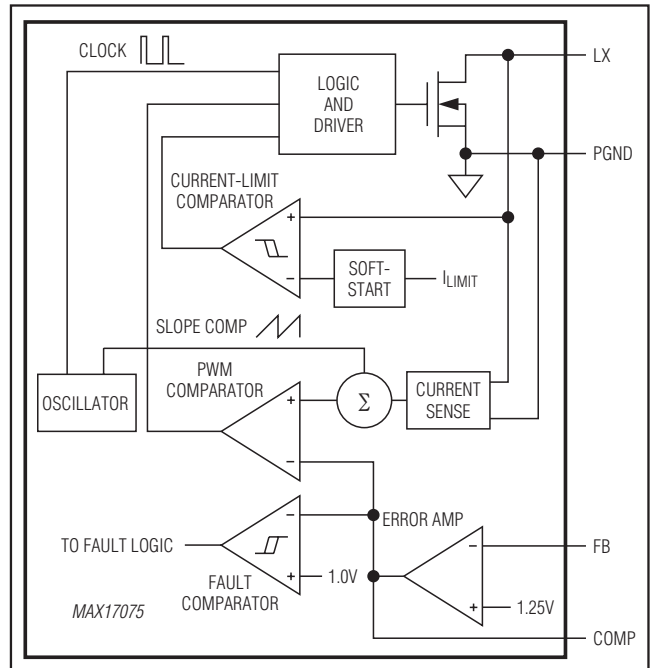 CLOCK
LOGIC
AND
DRIVER
LX
PGND
CURRENT-LIMIT
COMPARATOR
+
−
SOFT-
START
ILIMIT
SLOPE COMP
PWM
COMPARATOR
OSCILLATOR
+
−
Σ
CURRENT
SENSE
ERROR AMP
TO FAULT LOGIC
−
+
1.0V
FAULT
COMPARATOR
−
+
1.25V
FB
COMP
MAX17075